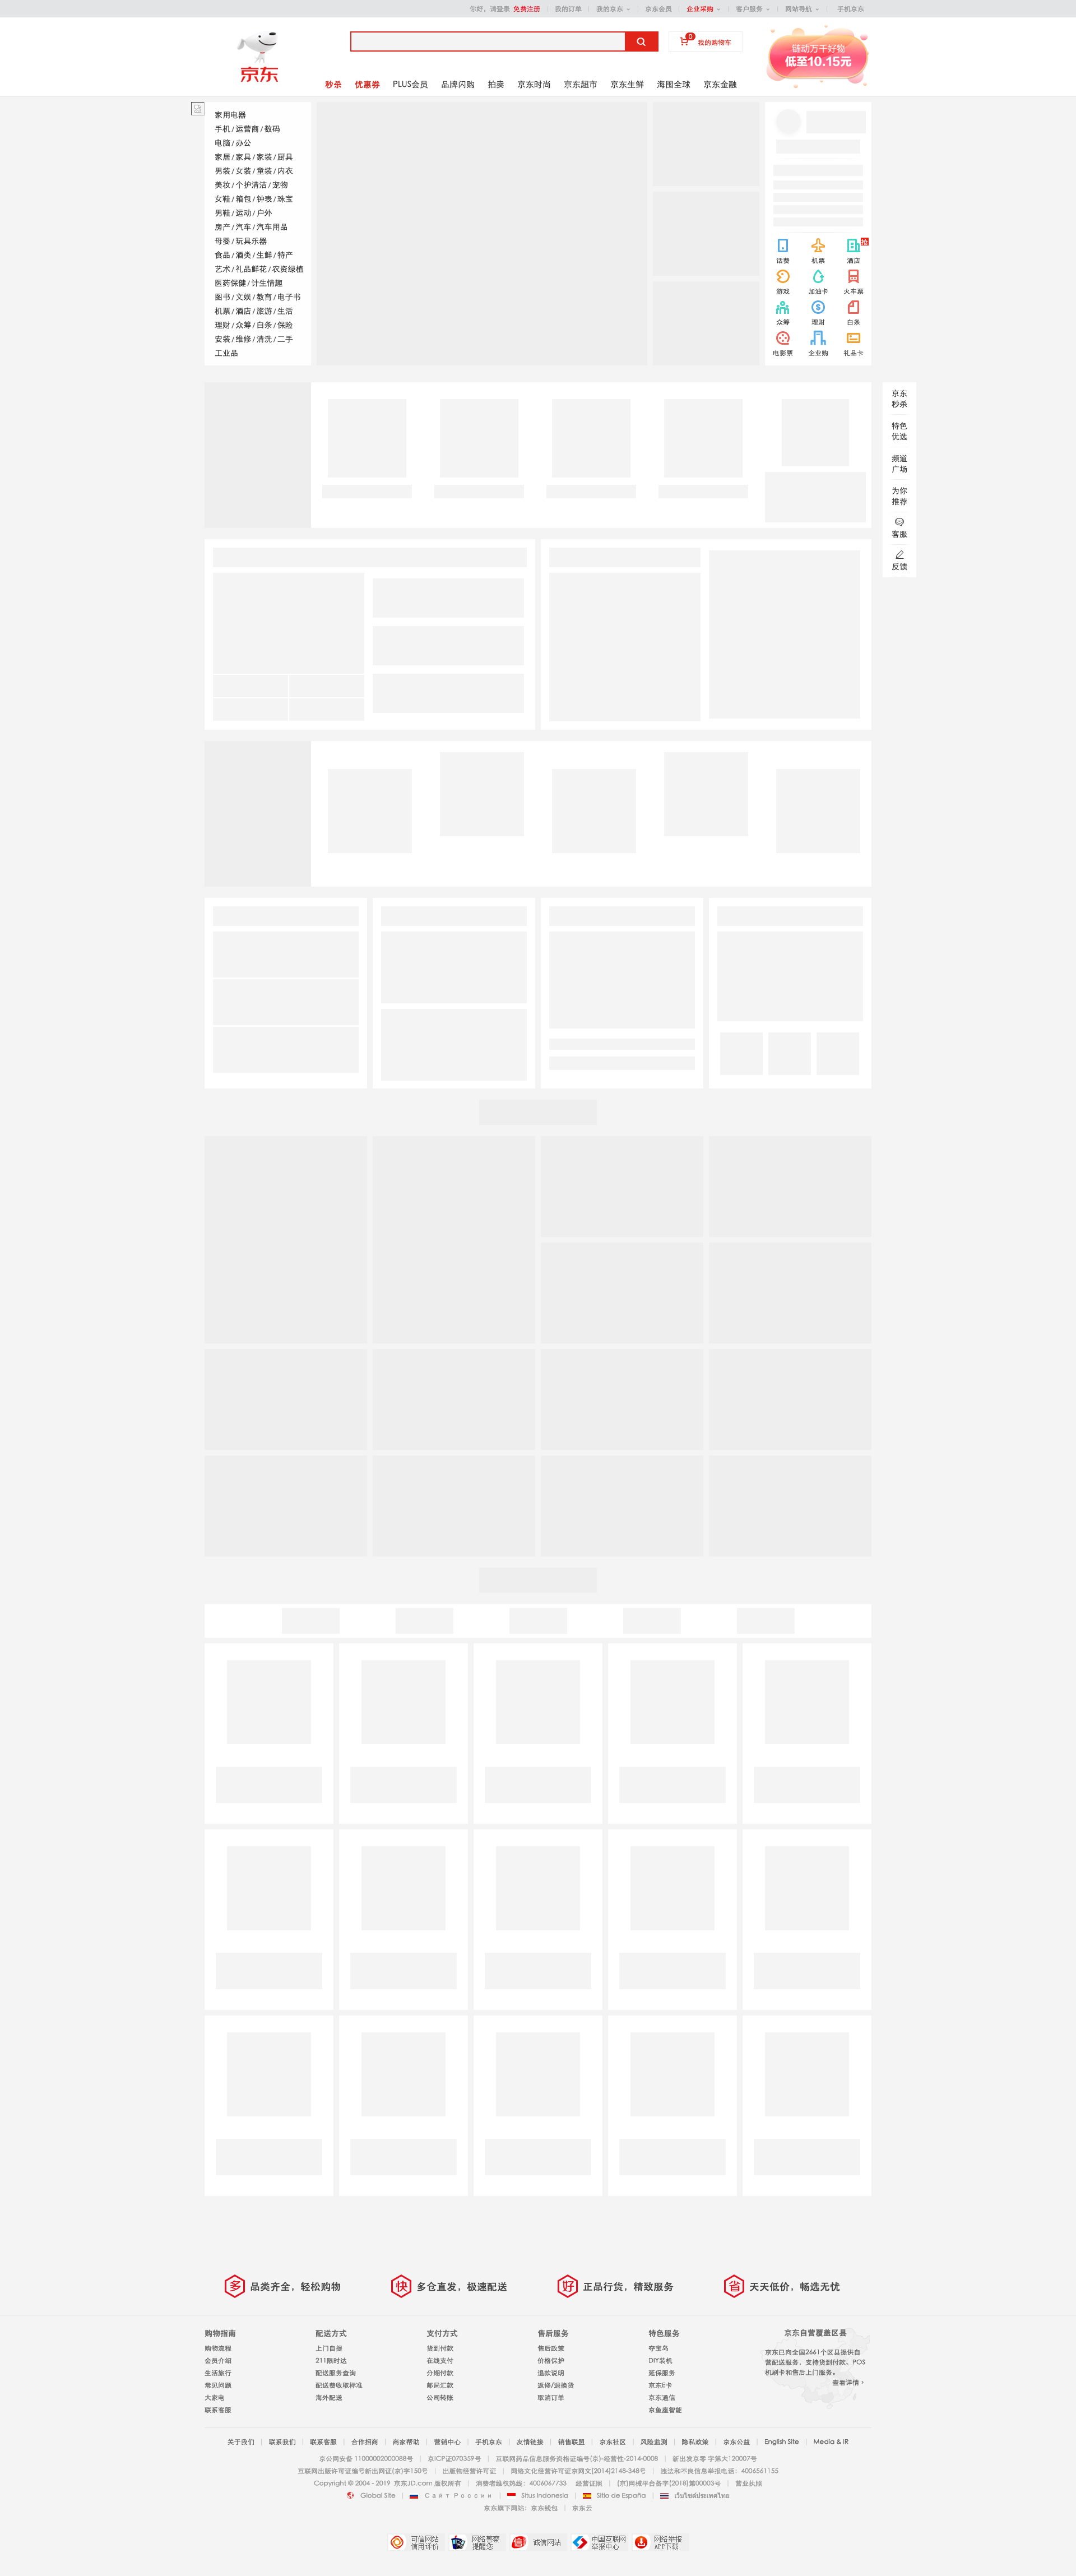 你好，请登录 免费注册 我的订单 我的京东 京东会员 企业采购 客户服务 网站导航 手机京东
京东
0 我的购物车
链动万千好物
低至10.15元
秒杀 优惠券 PLUS会员 品牌闪购 拍卖 京东时尚 京东超市 京东生鲜 海囤全球 京东金融
家用电器
手机 / 运营商 / 数码
电脑 / 办公
家居 / 家具 / 家装 / 厨具
男装 / 女装 / 童装 / 内衣
美妆 / 个护清洁 / 宠物
女鞋 / 箱包 / 钟表 / 珠宝
男鞋 / 运动 / 户外
房产 / 汽车 / 汽车用品
母婴 / 玩具乐器
食品 / 酒类 / 生鲜 / 特产
艺术 / 礼品鲜花 / 农资绿植
医药保健 / 计生情趣
图书 / 文娱 / 教育 / 电子书
机票 / 酒店 / 旅游 / 生活
理财 / 众筹 / 白条 / 保险
安装 / 维修 / 清洗 / 二手
工业品
话费 机票 酒店
游戏 加油卡 火车票
众筹 理财 白条
电影票 企业购 礼品卡
京东
秒杀
特色
优选
频道
广场
为你
推荐
客服
反馈
多 品类齐全，轻松购物
快 多仓直发，极速配送
好 正品行货，精致服务
省 天天低价，畅选无忧
购物指南
购物流程
会员介绍
生活旅行
常见问题
大家电
联系客服
配送方式
上门自提
211限时达
配送服务查询
配送费收取标准
海外配送
支付方式
货到付款
在线支付
分期付款
邮局汇款
公司转账
售后服务
售后政策
价格保护
退款说明
返修/退换货
取消订单
特色服务
夺宝岛
DIY装机
延保服务
京东E卡
京东通信
京鱼座智能
京东自营覆盖区县
京东已向全国2661个区县提供自
营配送服务，支持货到付款、POS
机刷卡和售后上门服务。
查看详情 >
关于我们 联系我们 联系客服 合作招商 商家帮助 营销中心 手机京东 友情链接 销售联盟 京东社区 风险监测 隐私政策 京东公益 English Site Media & IR
京公网安备 11000002000088号 京ICP证070359号 互联网药品信息服务资格证编号(京)-经营性-2014-0008 新出发京零 字第大120007号
互联网出版许可证编号新出网证(京)字150号 出版物经营许可证 网络文化经营许可证京网文[2014]2148-348号 违法和不良信息举报电话：4006561155
Copyright © 2004 - 2019 京东JD.com 版权所有 消费者维权热线：4006067733 经营证照 (京)网械平台备字(2018)第00003号 营业执照
Global Site Сайт России Situs Indonesia Sitio de España เว็บไซต์ประเทศไทย
京东旗下网站：京东钱包 京东云
可信网站
信用评价
网络警察
提醒您
诚信网站
中国互联网
举报中心
网络举报
APP下载